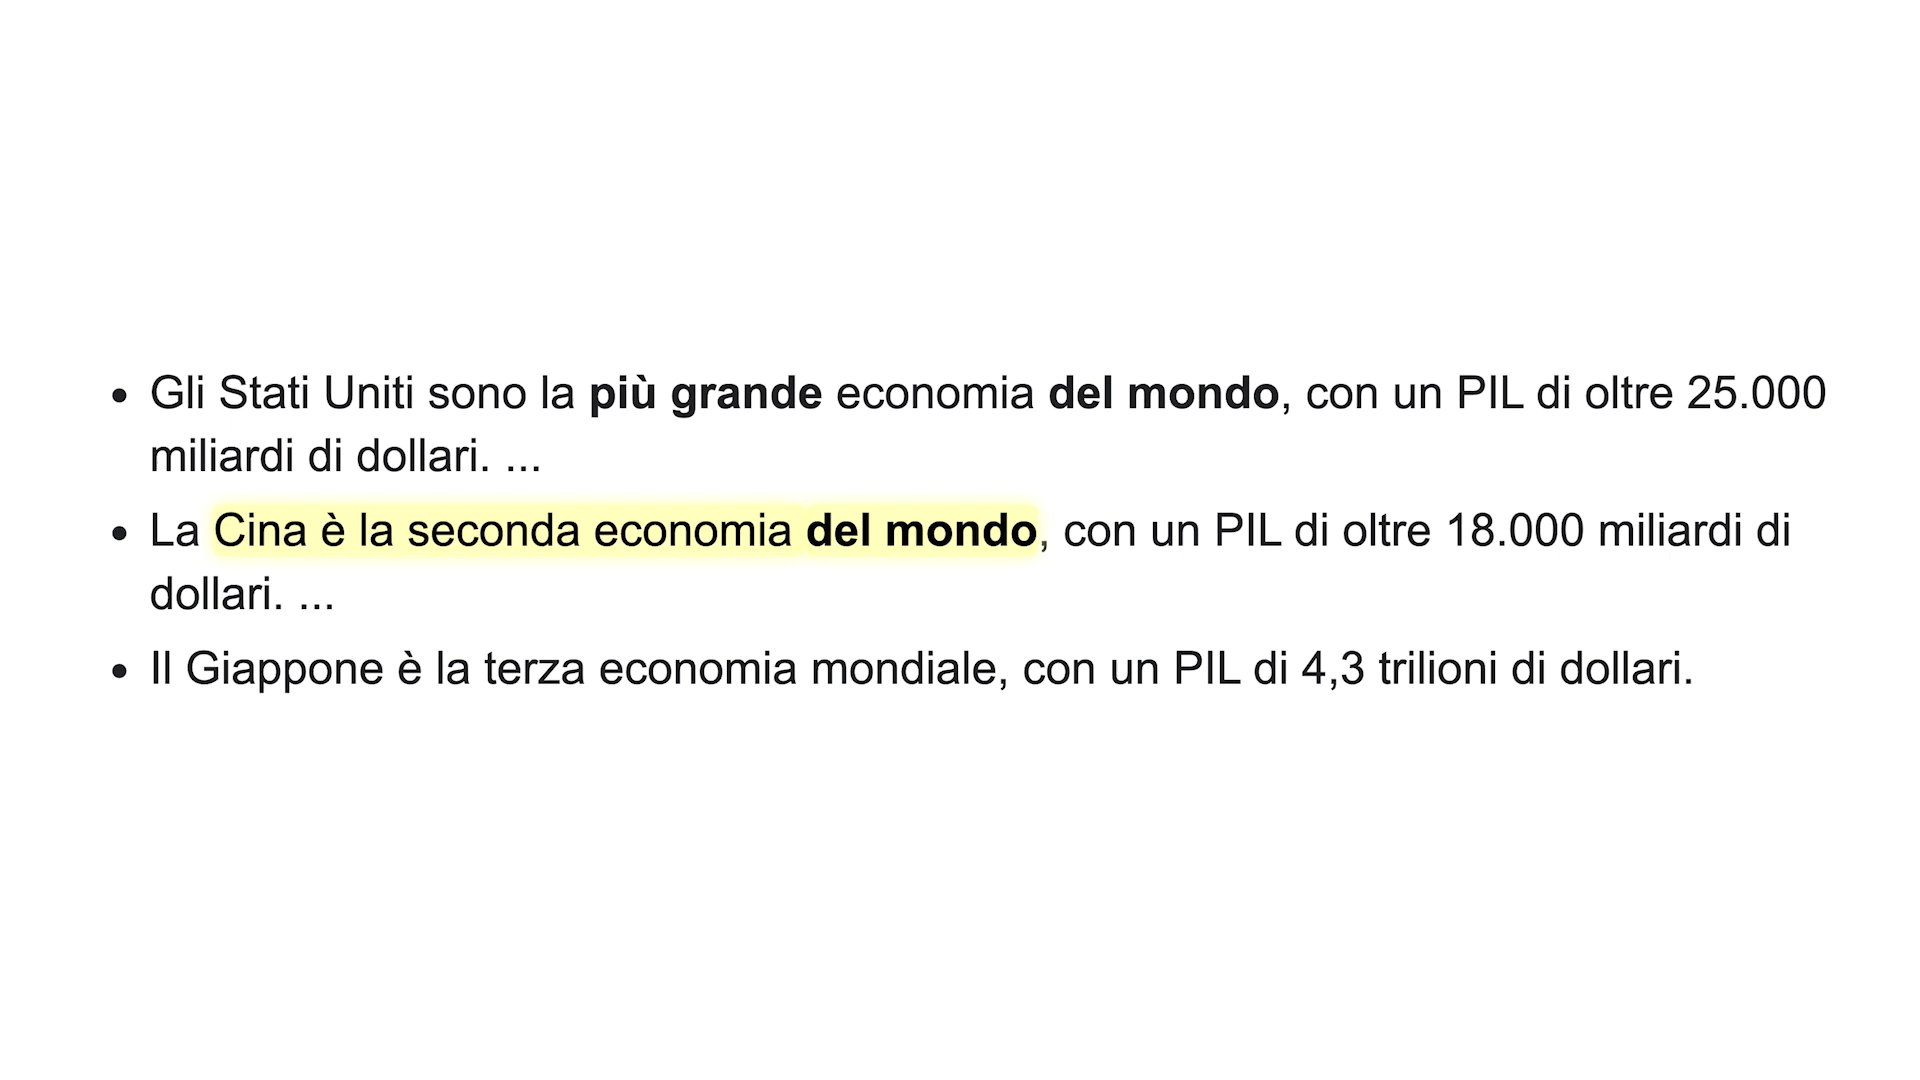 • Gli Stati Uniti sono la più grande economia del mondo, con un PIL di oltre 25.000
miliardi di dollari. ...
• La Cina è la seconda economia del mondo, con un PIL di oltre 18.000 miliardi di
dollari. ...
• Il Giappone è la terza economia mondiale, con un PIL di 4,3 trilioni di dollari.